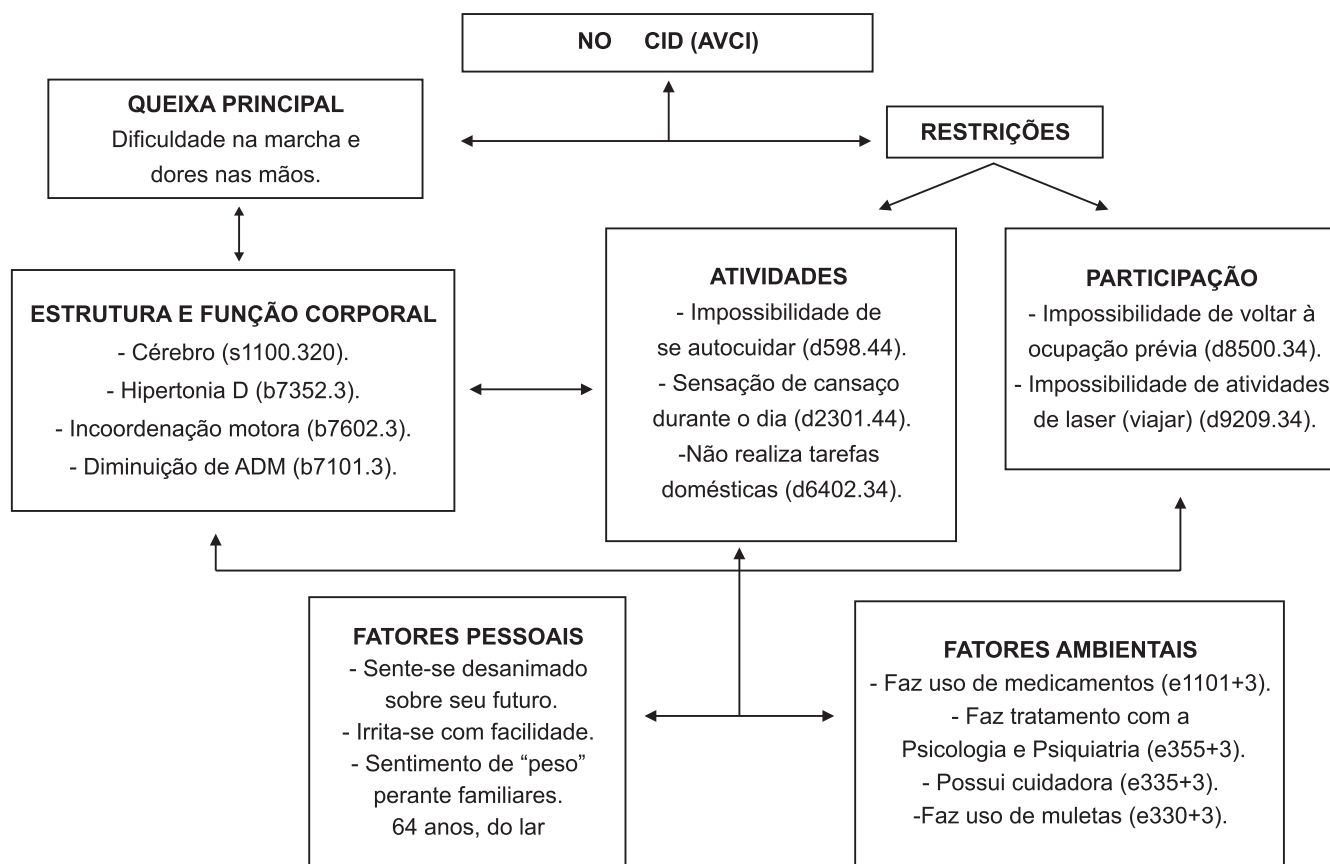 NO CID (AVCI)
QUEIXA PRINCIPAL
Dificuldade na marcha e
dores nas mãos.
RESTRIÇÕES
ESTRUTURA E FUNÇÃO CORPORAL
- Cérebro (s1100.320).
- Hipertonia D (b7352.3).
- Incoordenação motora (b7602.3).
- Diminuição de ADM (b7101.3).
ATIVIDADES
- Impossibilidade de
se autocuidar (d598.44).
- Sensação de cansaço
durante o dia (d2301.44).
-Não realiza tarefas
domésticas (d6402.34).
PARTICIPAÇÃO
- Impossibilidade de voltar à
ocupação prévia (d8500.34).
- Impossibilidade de atividades
de laser (viajar) (d9209.34).
FATORES PESSOAIS
- Sente-se desanimado
sobre seu futuro.
- Irrita-se com facilidade.
- Sentimento de “peso”
perante familiares.
64 anos, do lar
FATORES AMBIENTAIS
- Faz uso de medicamentos (e1101+3).
- Faz tratamento com a
Psicologia e Psiquiatria (e355+3).
- Possui cuidadora (e335+3).
-Faz uso de muletas (e330+3).